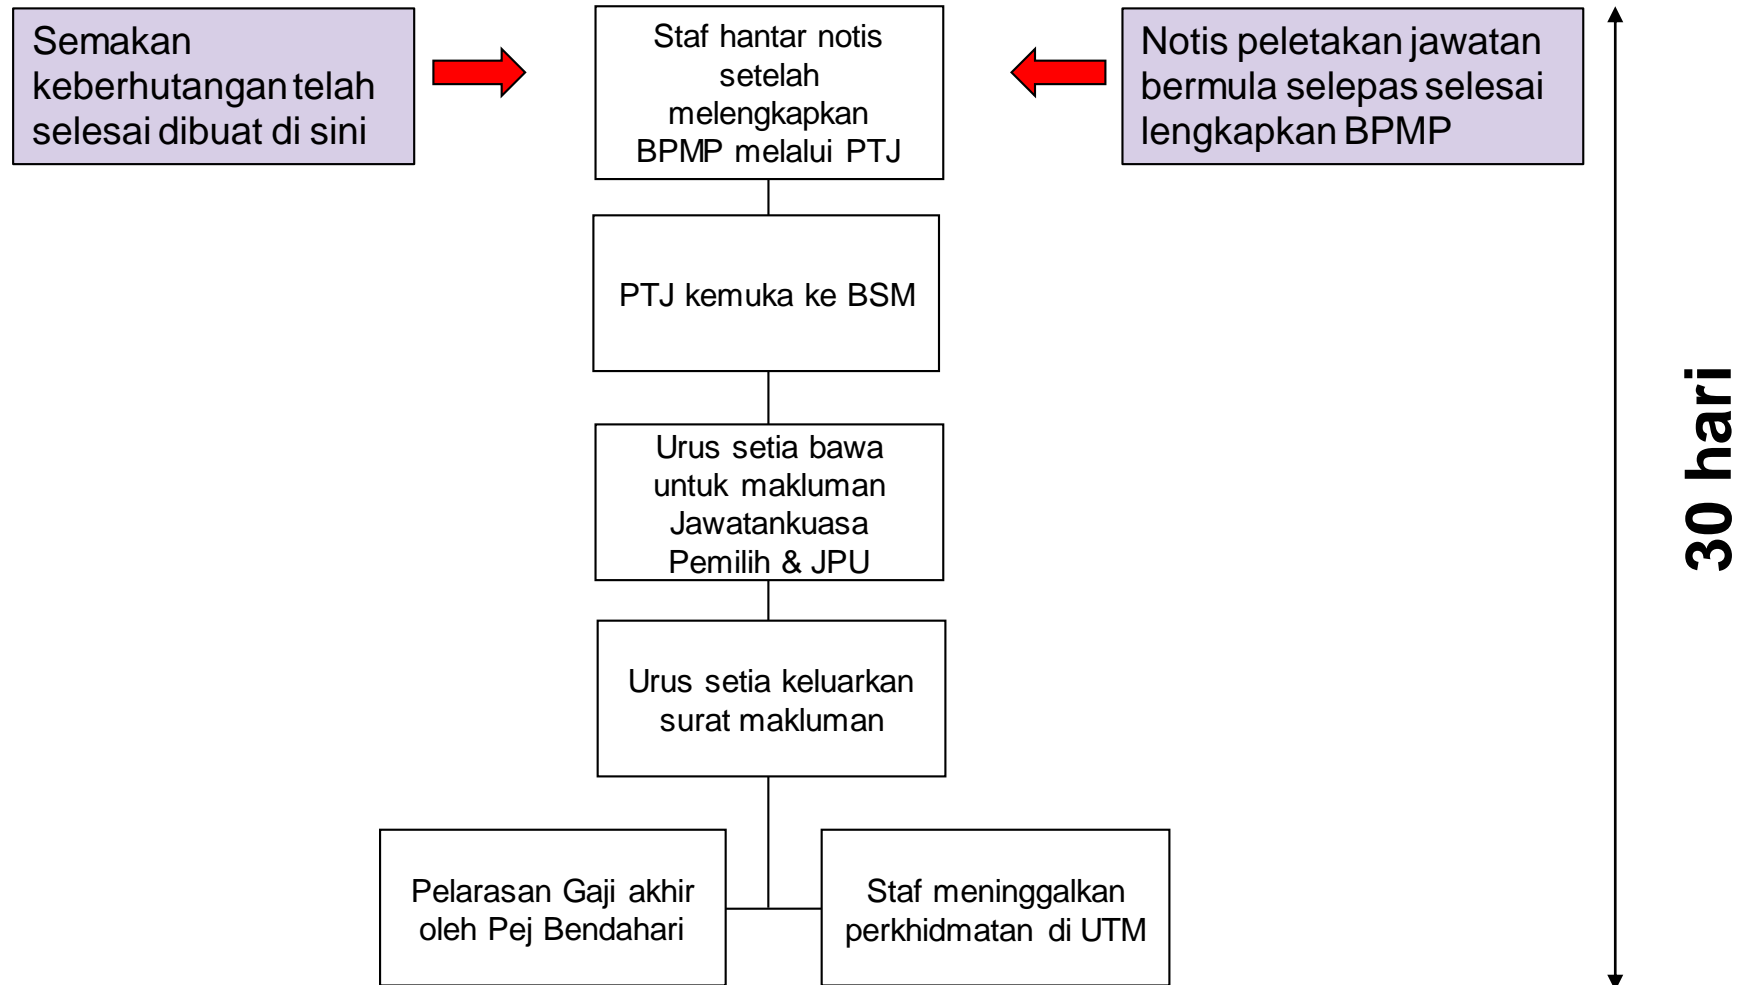 Semakan
keberhutangan telah
selesai dibuat di sini
Staf hantar notis
setelah
melengkapkan
BPMP melalui PTJ
Notis peletakan jawatan
bermula selepas selesai
lengkapkan BPMP
PTJ kemuka ke BSM
Urus setia bawa
untuk makluman
Jawatankuasa
Pemilih & JPU
Urus setia keluarkan
surat makluman
Pelarasan Gaji akhir
oleh Pej Bendahari
Staf meninggalkan
perkhidmatan di UTM
30 hari